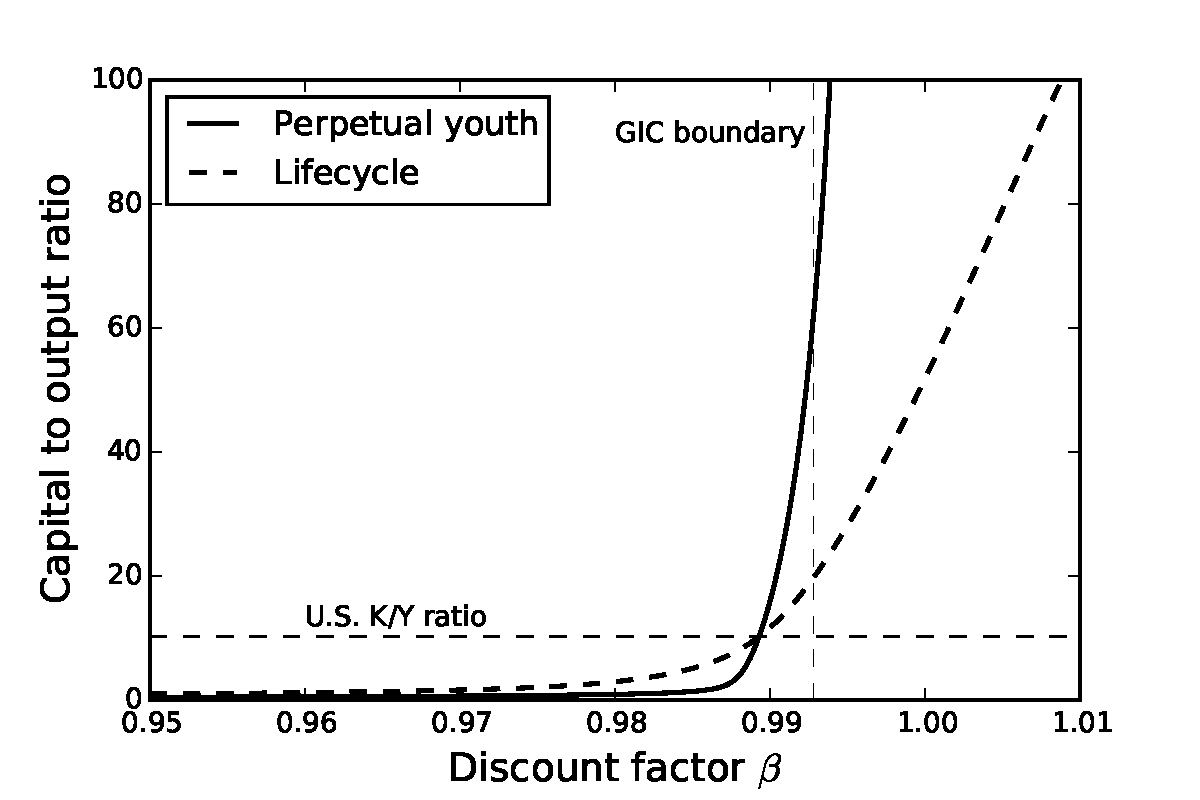 100
80
60
40
20
0
Capital to output ratio
Perpetual youth
Lifecycle
GIC boundary
U.S. K/Y ratio
0.95 0.96 0.97 0.98 0.99 1.00 1.01
Discount factor β